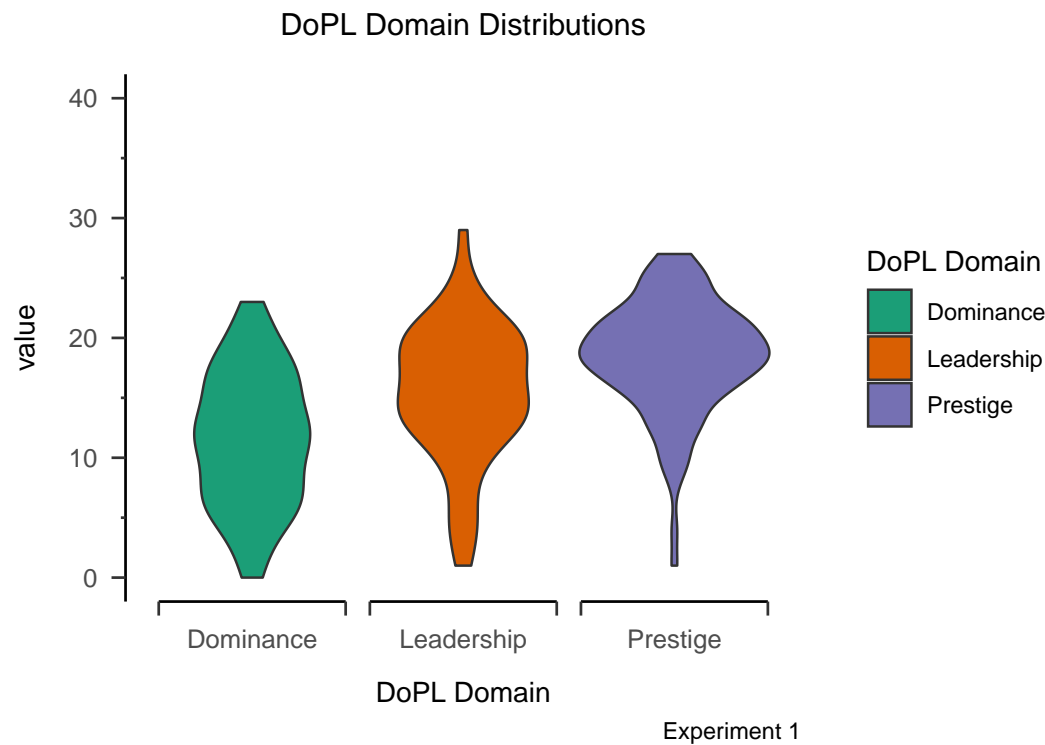 DoPL Domain Distributions
value
40
30
20
10
0
Dominance Leadership Prestige
DoPL Domain
Experiment 1
DoPL Domain
Dominance
Leadership
Prestige